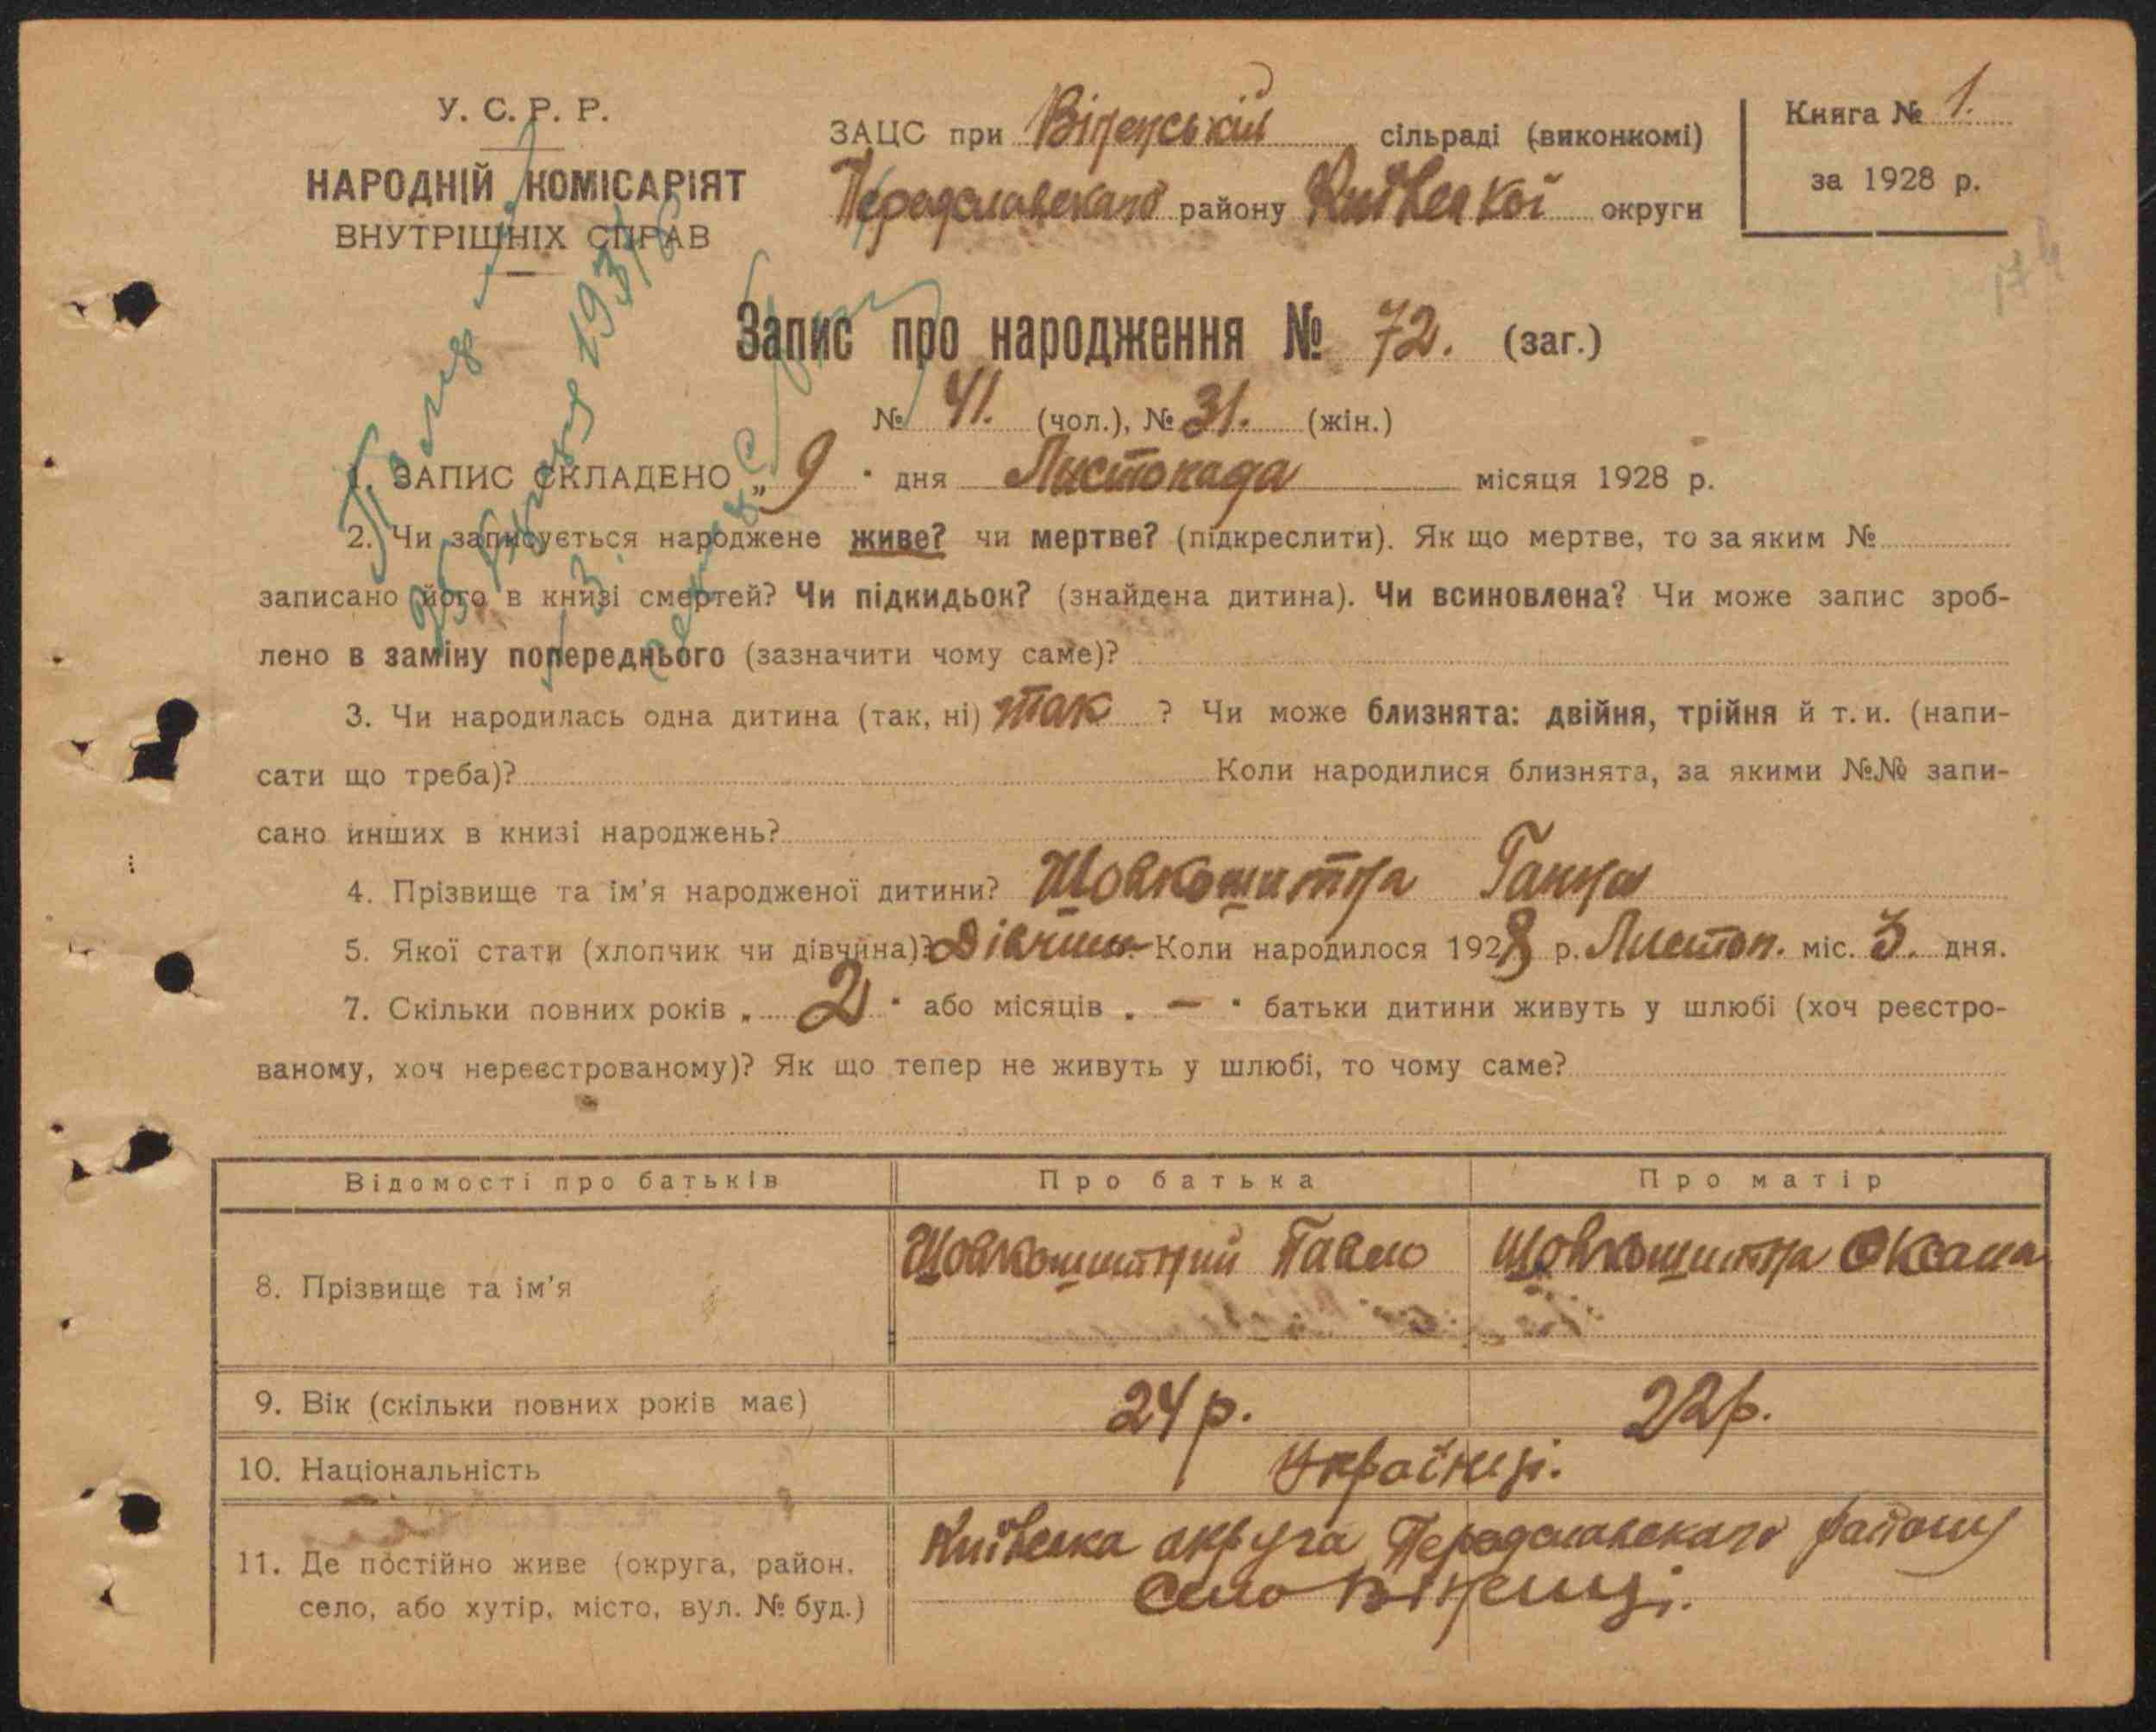 У. С. Р. Р.
НАРОДНІЙ КОМІСАРІЯТ
ВНУТРІШНІХ СПРАВ
ЗАЦС при Віненській сільраді (виконкомі)
Переяславського району Київської округи
Книга № 1.
за 1928 р.
Запис про народження № 72. (заг.)
№ 41. (чол.), № 31. (жін.)
1. ЗАПИС СКЛАДЕНО „ 9 " дня Листопада місяця 1928 р.
2. Чи записується народжене живе? чи мертве? (підкреслити). Як що мертве, то за яким №
записано його в книзі смертей? Чи підкидьок? (знайдена дитина). Чи всиновлена? Чи може запис зроб-
лено в заміну попереднього (зазначити чому саме)?
3. Чи народилась одна дитина (так, ні) так ? Чи може близнята: двійня, трійня й т. и. (напи-
сати що треба)? Коли народилися близнята, за якими №№ запи-
сано инших в книзі народжень?
4. Прізвище та ім'я народженої дитини? Шовкошитна Ганна
5. Якої стати (хлопчик чи дівчина)? Дівчина Коли народилося 1928 р. Листоп. міс. 3. дня.
7. Скільки повних років „ 2 " або місяців „ — " батьки дитини живуть у шлюбі (хоч реєстро-
ваному, хоч нереєстрованому)? Як що тепер не живуть у шлюбі, то чому саме?
Відомості про батьків Про батька Про матір
8. Прізвище та ім'я Шовкошитний Павло Шовкошитна Оксана
9. Вік (скільки повних років має) 24 р. 22 р.
10. Національність Українці.
11. Де постійно живе (округа, район, село, або хутір, місто, вул. № буд.) Київська округа Переяславського району
село Віненці.